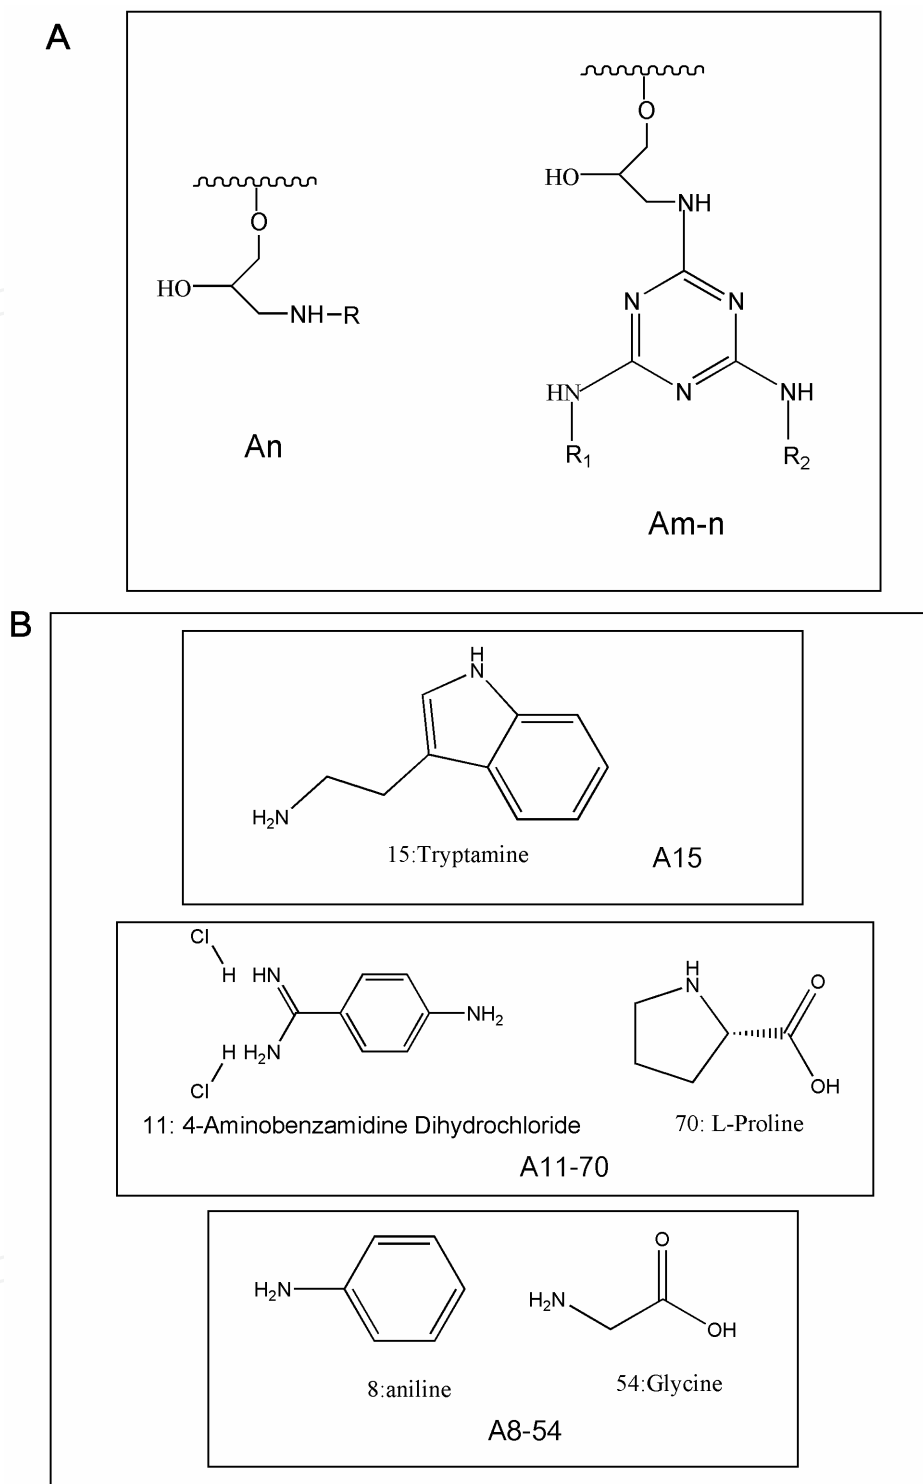 A
O
HO
NH–R
An
O
HO
NH
N
N
N
HN
NH
R1
R2
Am-n
B
H
N
H2N
15:Tryptamine
A15
Cl
H
HN
NH2
H
H2N
Cl
11: 4-Aminobenzamidine Dihydrochloride
H
N
O
OH
70: L-Proline
A11-70
H2N
8:aniline
O
H2N
OH
54:Glycine
A8-54